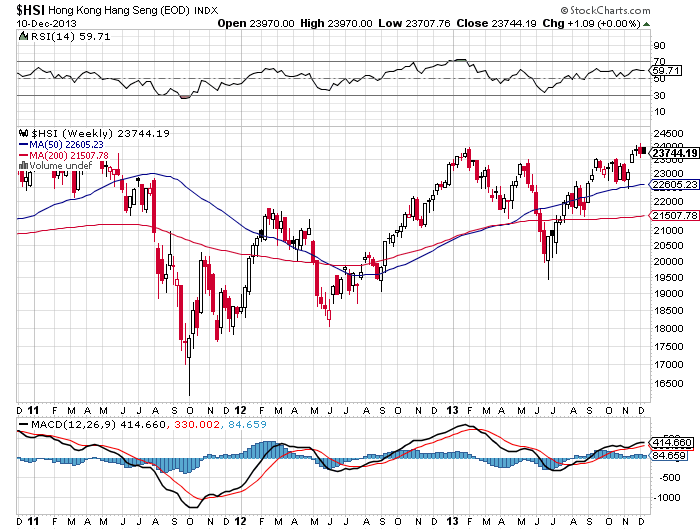 $HSI Hong Kong Hang Seng (EOD) INDX © StockCharts.com
10-Dec-2013 Open 23970.00 High 23970.00 Low 23707.76 Close 23744.19 Chg +1.09 (+0.00%)
RSI(14) 59.71
90
70
59.71
50
30
10
$HSI (Weekly) 23744.19
MA(50) 22605.23
MA(200) 21507.78
Volume undef
24500
23744.19
23000
22605.23
22000
21507.78
21000
20500
20000
19500
19000
18500
18000
17500
17000
16500
D 11 F M A M J J A S O N D 12 F M A M J J A S O N D 13 F M A M J J A S O N D
MACD(12,26,9) 414.660, 330.002, 84.659
414.660
84.659
-500
-1000
D 11 F M A M J J A S O N D 12 F M A M J J A S O N D 13 F M A M J J A S O N D